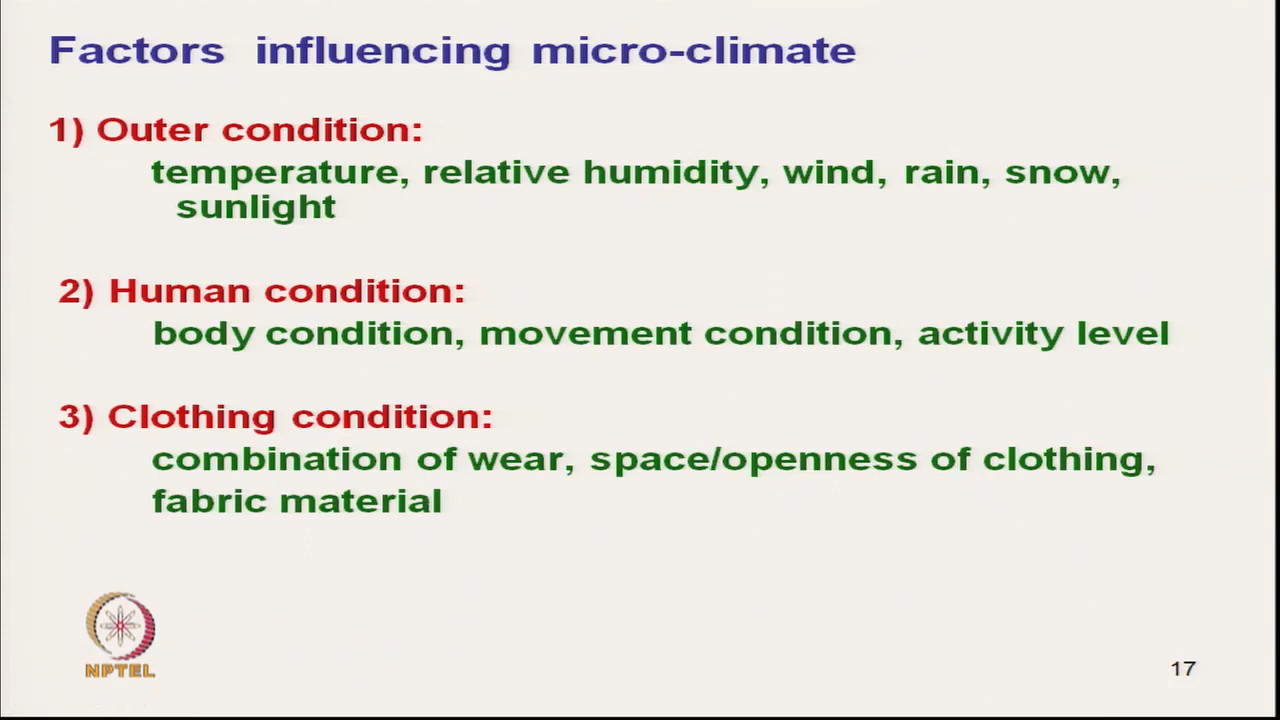 Factors influencing micro-climate
1) Outer condition:
temperature, relative humidity, wind, rain, snow,
sunlight
2) Human condition:
body condition, movement condition, activity level
3) Clothing condition:
combination of wear, space/openness of clothing,
fabric material
NPTEL
17